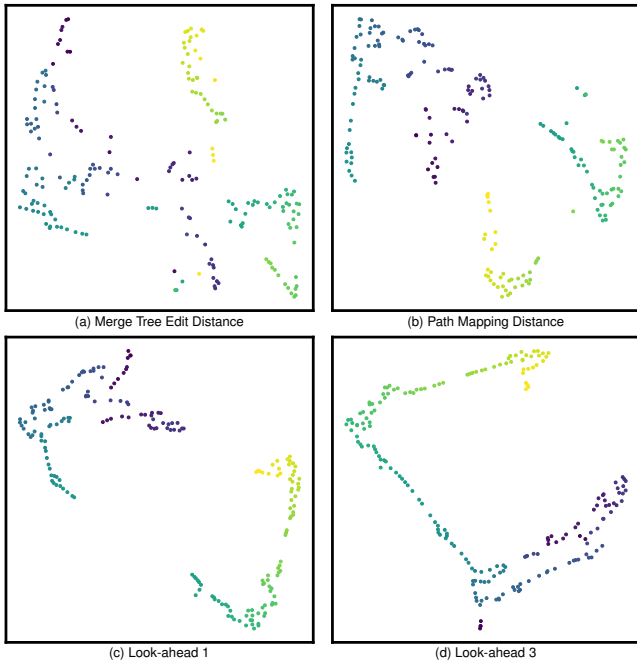 (a) Merge Tree Edit Distance
(b) Path Mapping Distance
(c) Look-ahead 1
(d) Look-ahead 3